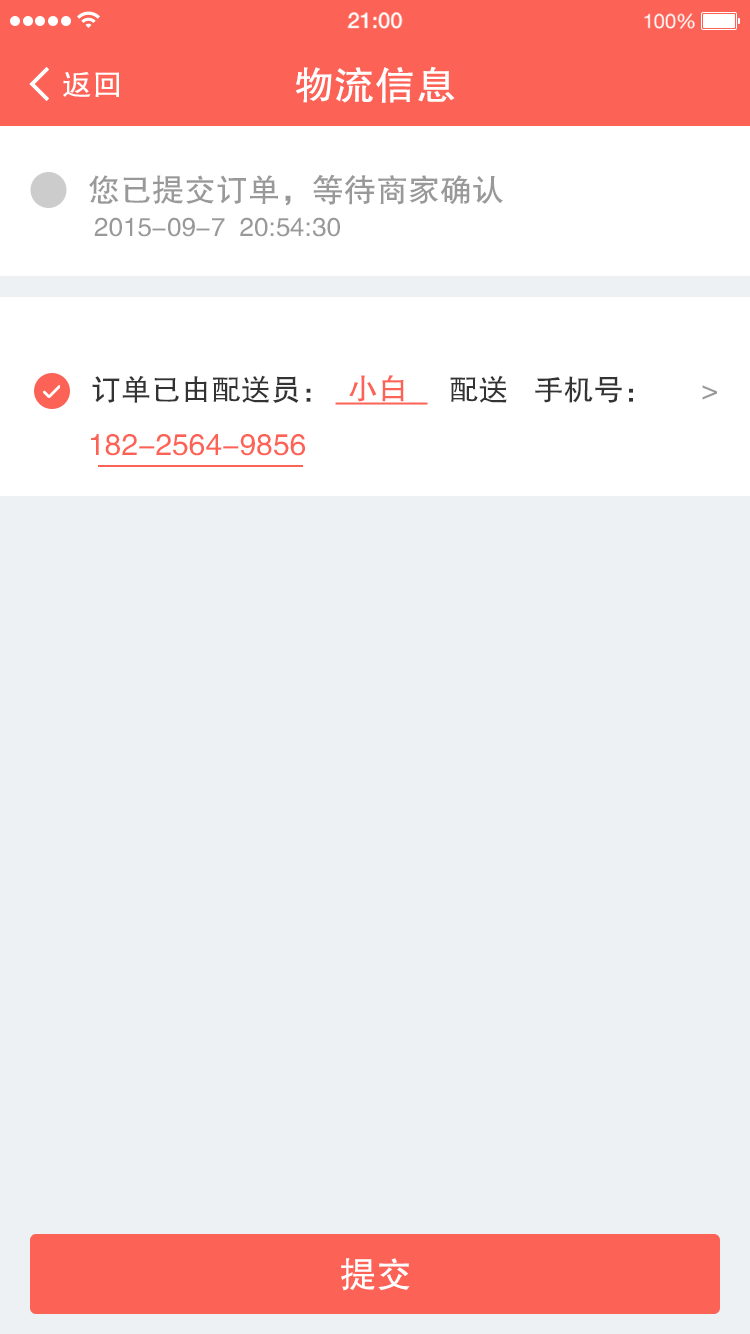 21:00 100%
返回 物流信息
您已提交订单，等待商家确认
2015-09-7 20:54:30
订单已由配送员： 小白 配送 手机号： >
182-2564-9856
提交